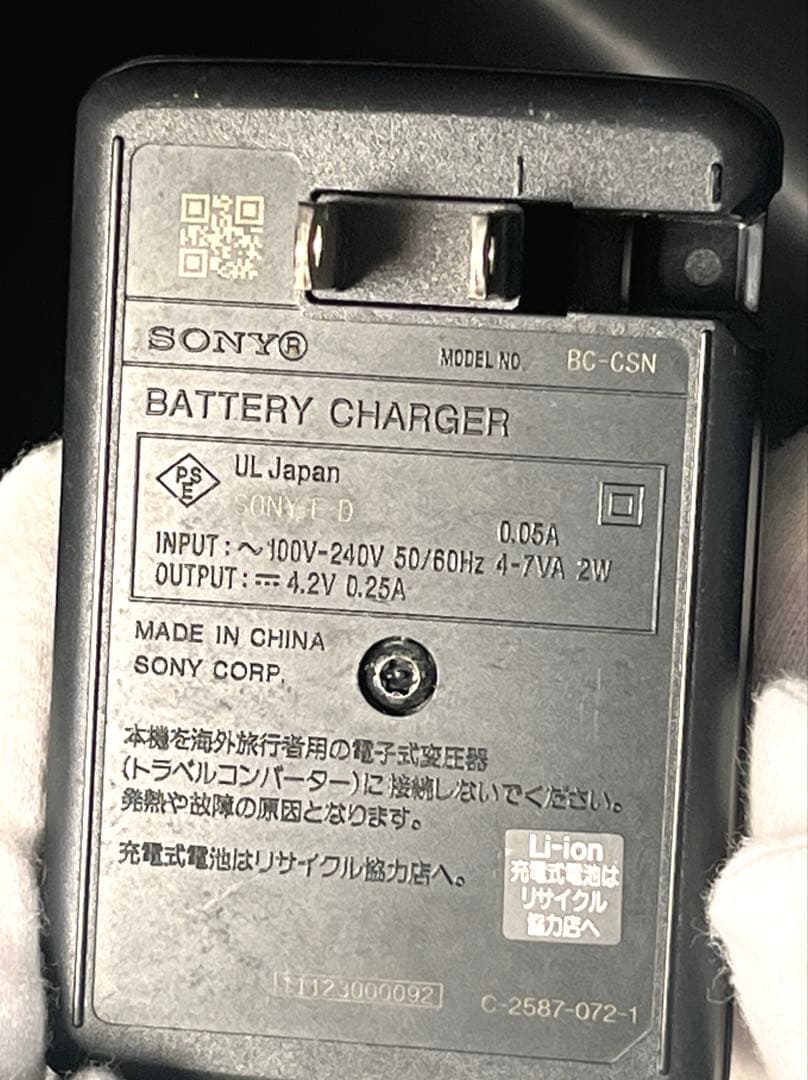 SONY®
MODEL NO. BC-CSN
BATTERY CHARGER
PSE
UL Japan
SONY F D
0.05A
INPUT : ～100V-240V 50/60Hz 4-7VA 2W
OUTPUT : ⎓ 4.2V 0.25A
MADE IN CHINA
SONY CORP.
本機を海外旅行者用の電子式変圧器
(トラベルコンバーター)に接続しないでください。
発熱や故障の原因となります。
充電式電池はリサイクル協力店へ。
Li-ion
充電式電池は
リサイクル
協力店へ
11123000092
C-2587-072-1